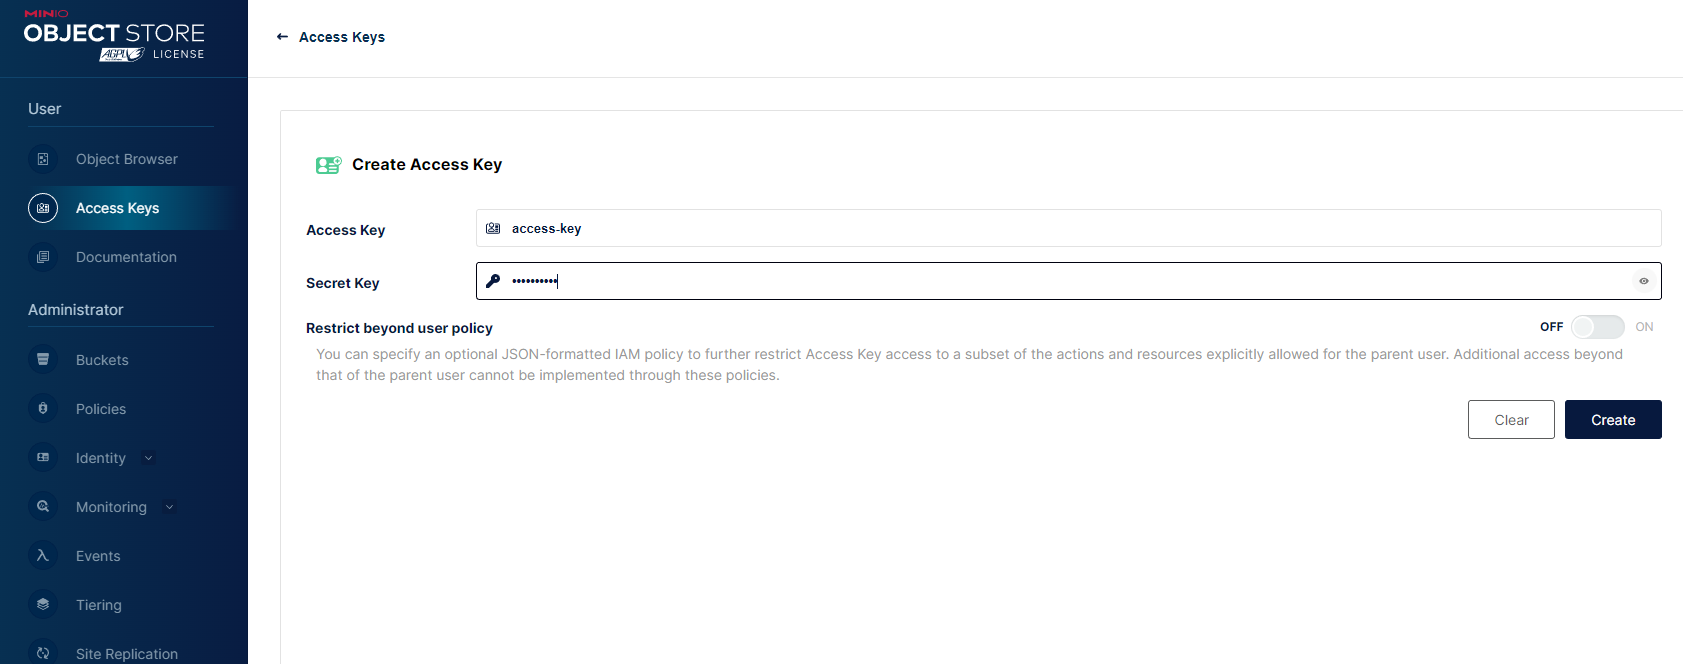 MINIO
OBJECT STORE
AGPLv3 LICENSE
User
Object Browser
Access Keys
Documentation
Administrator
Buckets
Policies
Identity
Monitoring
Events
Tiering
Site Replication
← Access Keys
Create Access Key
Access Key
access-key
Secret Key
••••••••••
Restrict beyond user policy
OFF ON
You can specify an optional JSON-formatted IAM policy to further restrict Access Key access to a subset of the actions and resources explicitly allowed for the parent user. Additional access beyond
that of the parent user cannot be implemented through these policies.
Clear Create